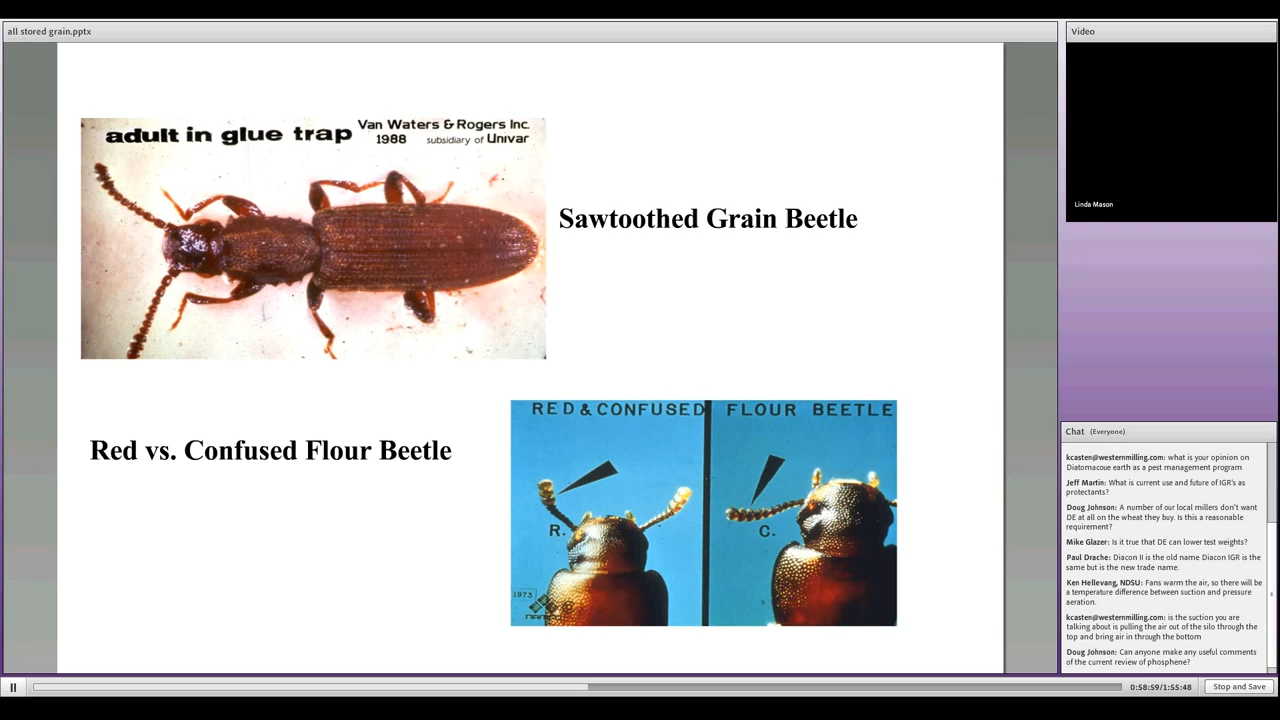 all stored grain.pptx
adult in glue trap
Van Waters & Rogers Inc.
1988 subsidiary of Univar
Sawtoothed Grain Beetle
Red vs. Confused Flour Beetle
RED & CONFUSED FLOUR BEETLE
R.
C.
1973
Video
Linda Mason
Chat (Everyone)
kcasten@westernmilling.com: what is your opinion on
Diatomacoue earth as a pest management program
Jeff Martin: What is current use and future of IGR's as
protectants?
Doug Johnson: A number of our local millers don't want
DE at all on the wheat they buy. Is this a reasonable
requirement?
Mike Glazer: Is it true that DE can lower test weights?
Paul Drache: Diacon II is the old name Diacon IGR is the
same but is the new trade name.
Ken Hellevang, NDSU: Fans warm the air, so there will be
a temperature difference between suction and pressure
aeration.
kcasten@westernmilling.com: is the suction you are
talking about is pulling the air out of the silo through the
top and bring air in through the bottom
Doug Johnson: Can anyone make any useful comments
of the current review of phosphene?
0:58:59/1:55:48
Stop and Save